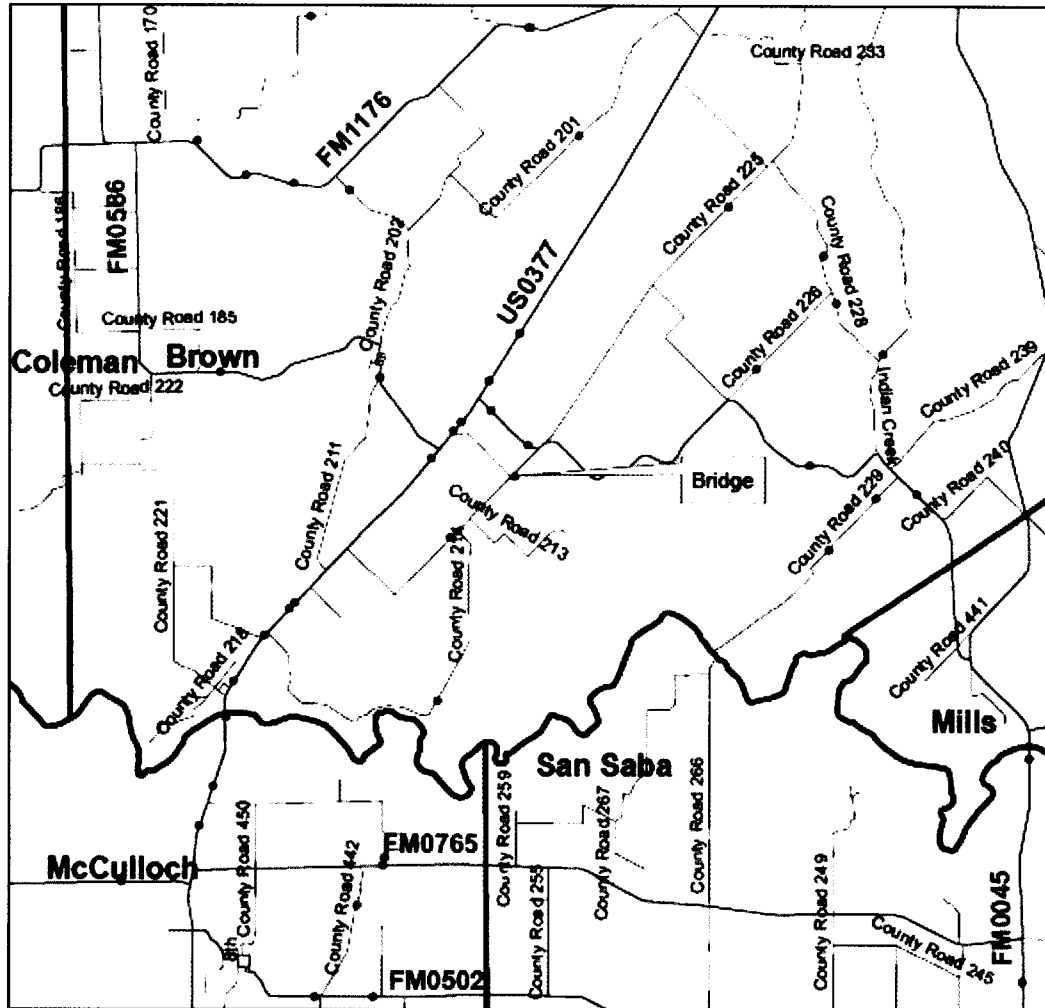 County Road 170
County Road 233
FM1176
County Road 201
County Road 225
FM0586
County Road 186
County Road 202
US0377
County Road 228
County Road 185
County Road 226
Coleman
Brown
County Road 222
County Road 239
Indian Creek
County Road 211
Bridge
County Road 240
County Road 229
County Road 221
County Road 213
County Road 214
County Road 441
County Road 218
Mills
San Saba
County Road 259
County Road 266
County Road 267
County Road 450
FM0765
McCulloch
County Road 442
County Road 255
County Road 249
FM0045
County Road 245
8th
FM0502